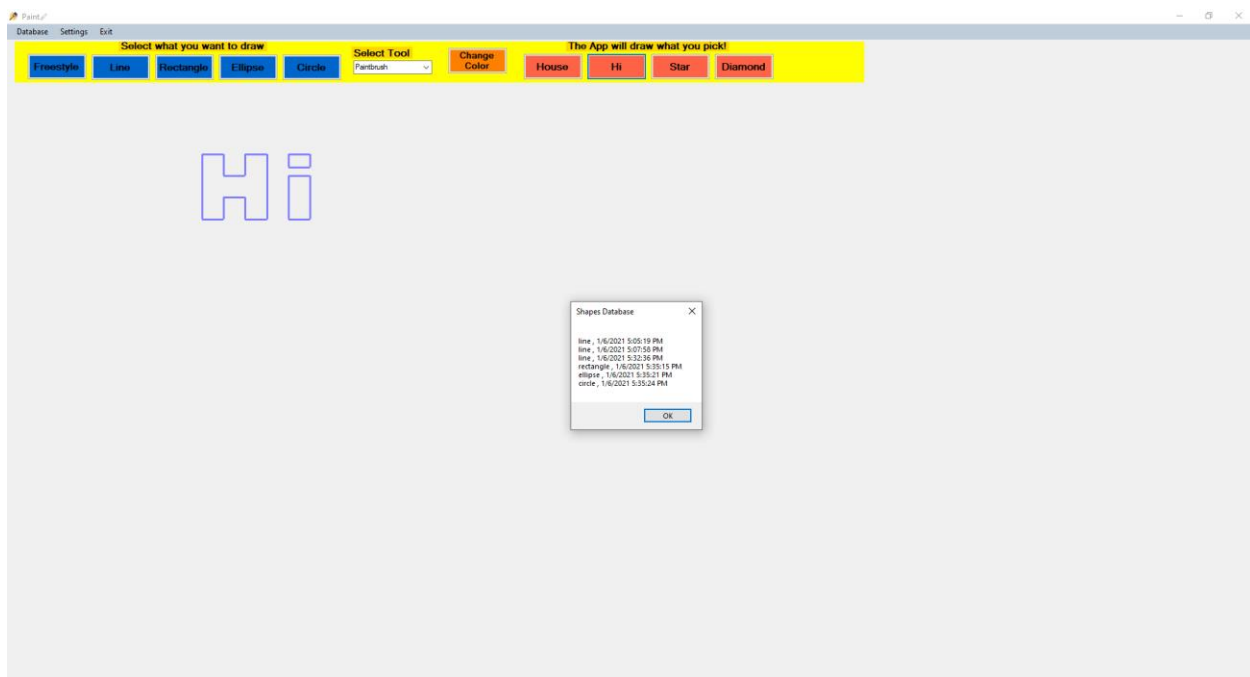 Paint
Database Settings Exit
Select what you want to draw
Freestyle Line Rectangle Ellipse Circle
Select Tool
Paintbrush
Change
Color
The App will draw what you pick!
House Hi Star Diamond
Hi
Shapes Database
line , 1/6/2021 5:05:19 PM
line , 1/6/2021 5:07:58 PM
line , 1/6/2021 5:32:36 PM
rectangle , 1/6/2021 5:35:15 PM
ellipse , 1/6/2021 5:35:21 PM
circle , 1/6/2021 5:35:24 PM
OK